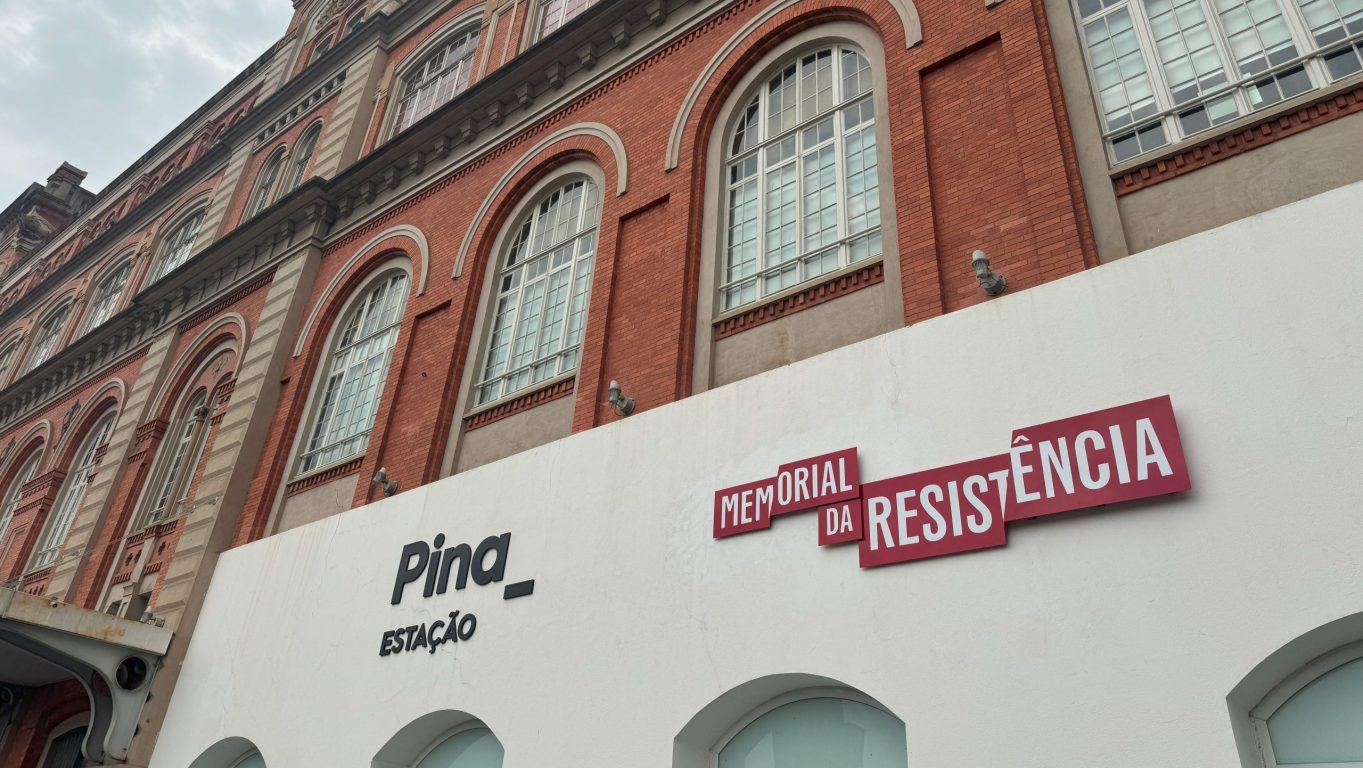 Pina_
ESTAÇÃO
MEMORIAL
DA
RESISTÊNCIA